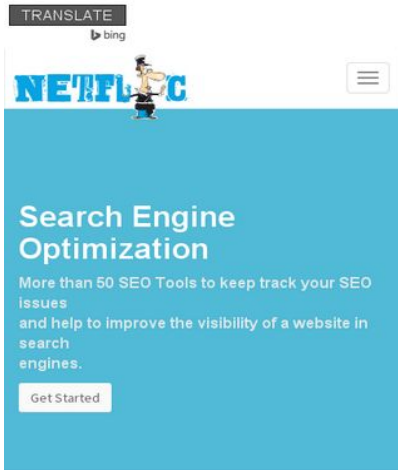 TRANSLATE
bing
NETFLIC
Search Engine
Optimization
More than 50 SEO Tools to keep track your SEO
issues
and help to improve the visibility of a website in
search
engines.
Get Started